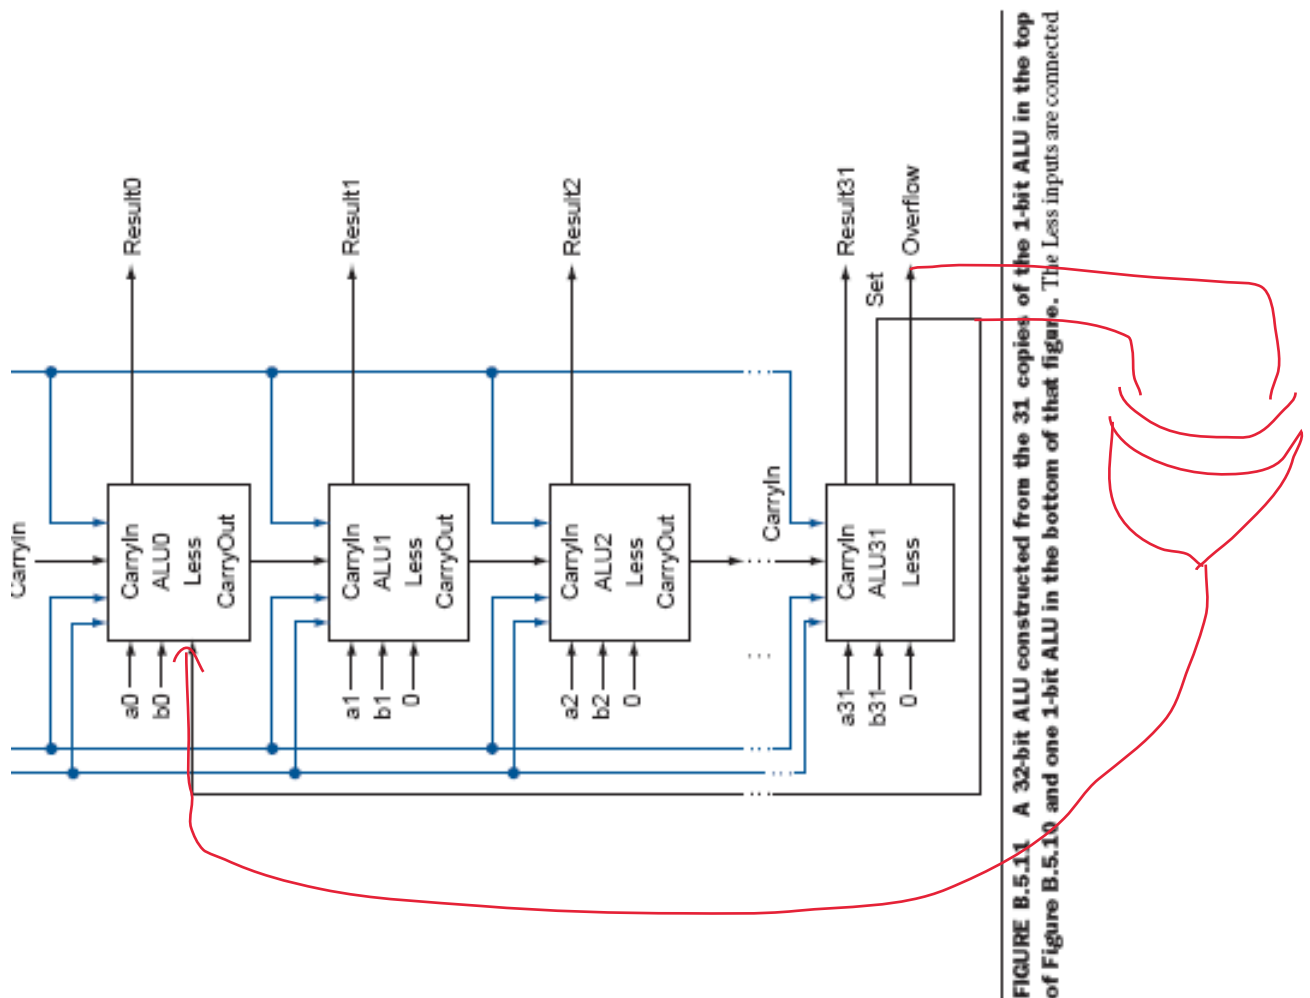 CarryIn
a0 CarryIn Result0
b0 ALU0
Less
CarryOut
a1 CarryIn Result1
b1 ALU1
0 Less
CarryOut
a2 CarryIn Result2
b2 ALU2
0 Less
CarryOut
. . . . . . . . . CarryIn . . .
a31 CarryIn Result31
b31 ALU31 Set
0 Less Overflow
FIGURE B.5.11 A 32-bit ALU constructed from the 31 copies of the 1-bit ALU in the top
of Figure B.5.10 and one 1-bit ALU in the bottom of that figure. The Less inputs are connected